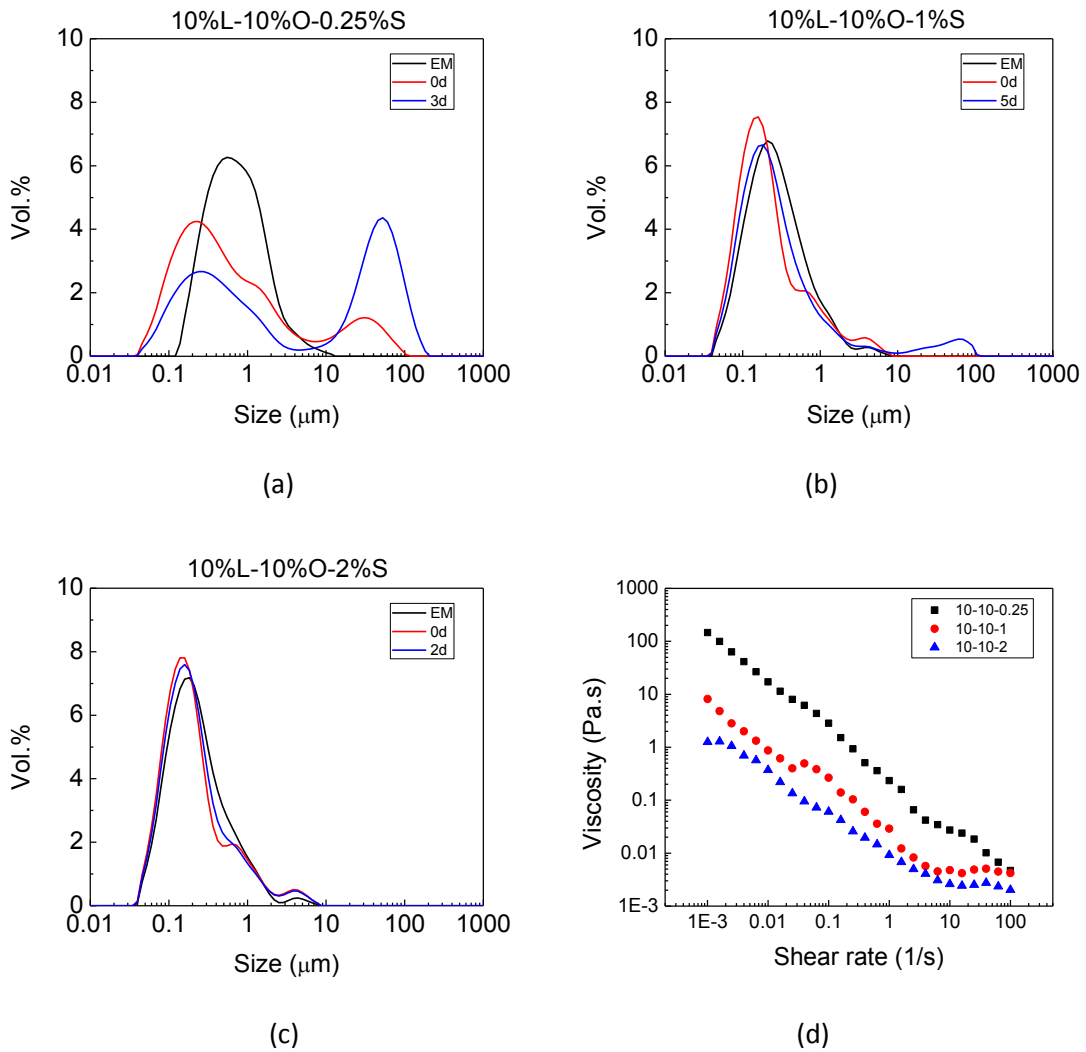 10%L-10%O-0.25%S
10
8
6
4
2
0
Vol.%
EM
0d
3d
0.01 0.1 1 10 100 1000
Size (μm)
(a)
10%L-10%O-1%S
10
8
6
4
2
0
Vol.%
EM
0d
5d
0.01 0.1 1 10 100 1000
Size (μm)
(b)
10%L-10%O-2%S
10
8
6
4
2
0
Vol.%
EM
0d
2d
0.01 0.1 1 10 100 1000
Size (μm)
(c)
1000
100
10
1
0.1
0.01
1E-3
Viscosity (Pa.s)
10-10-0.25
10-10-1
10-10-2
1E-3 0.01 0.1 1 10 100
Shear rate (1/s)
(d)